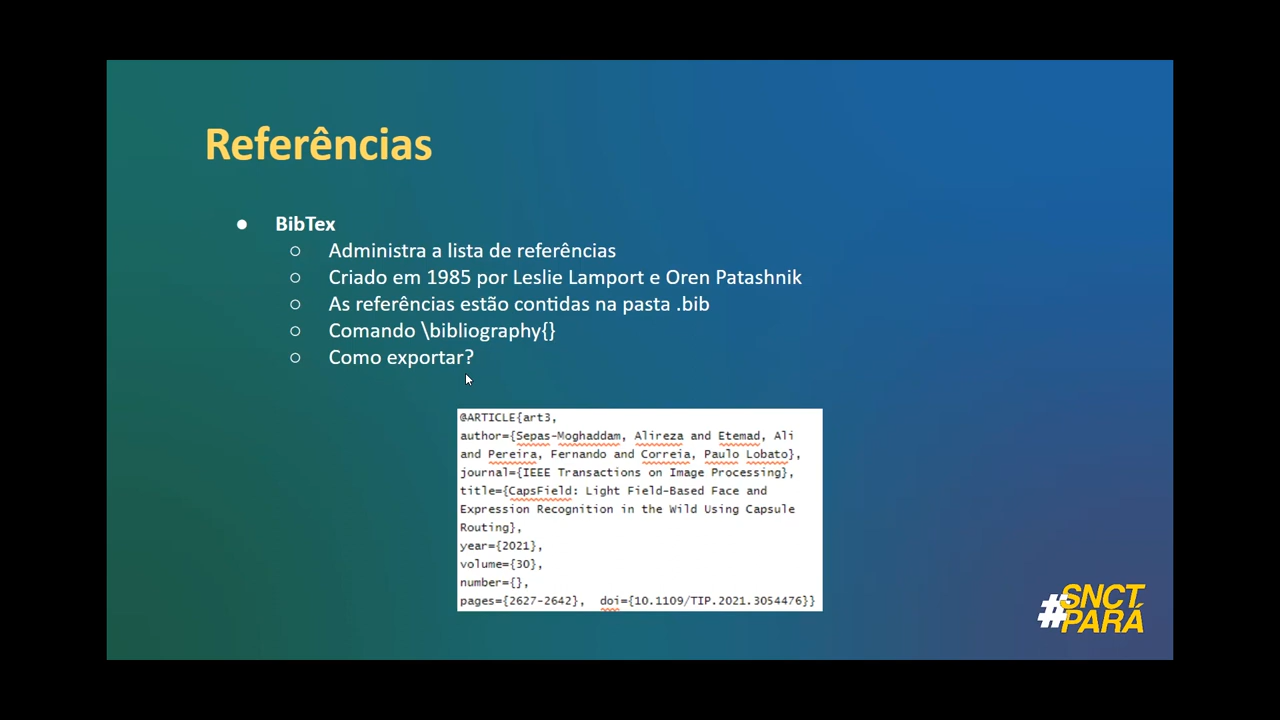 Referências
● BibTex
○ Administra a lista de referências
○ Criado em 1985 por Leslie Lamport e Oren Patashnik
○ As referências estão contidas na pasta .bib
○ Comando \bibliography{}
○ Como exportar?
@ARTICLE{art3,
author={Sepas-Moghaddam, Alireza and Etemad, Ali
and Pereira, Fernando and Correia, Paulo Lobato},
journal={IEEE Transactions on Image Processing},
title={CapsField: Light Field-Based Face and
Expression Recognition in the Wild Using Capsule
Routing},
year={2021},
volume={30},
number={},
pages={2627-2642},  doi={10.1109/TIP.2021.3054476}}
#SNCT
PARÁ